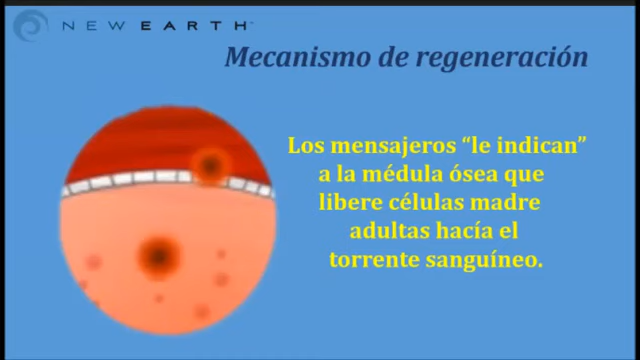 NEW EARTH
Mecanismo de regeneración
Los mensajeros “le indican”
a la médula ósea que
libere células madre
adultas hacía el
torrente sanguíneo.